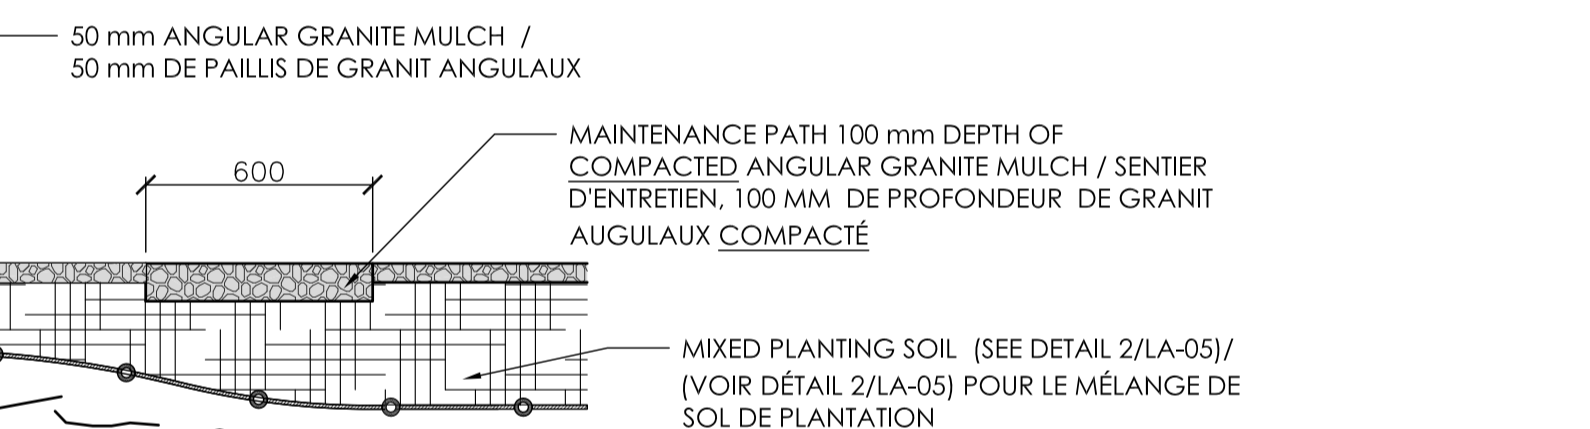 50 mm ANGULAR GRANITE MULCH /
50 mm DE PAILLIS DE GRANIT ANGULAUX
MAINTENANCE PATH 100 mm DEPTH OF
COMPACTED ANGULAR GRANITE MULCH / SENTIER
D'ENTRETIEN, 100 MM DE PROFONDEUR DE GRANIT
AUGULAUX COMPACTÉ
600
MIXED PLANTING SOIL (SEE DETAIL 2/LA-05)/
(VOIR DÉTAIL 2/LA-05) POUR LE MÉLANGE DE
SOL DE PLANTATION